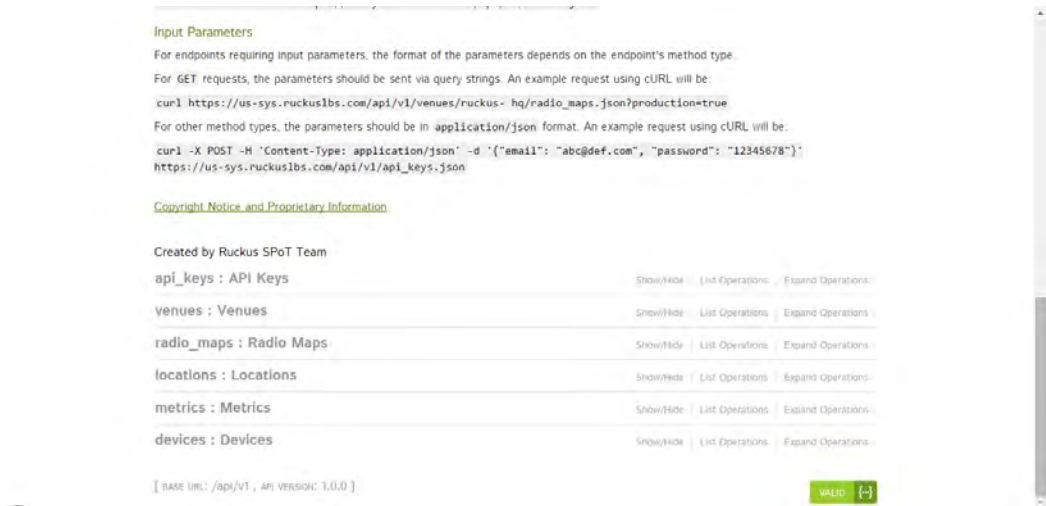 Input Parameters
For endpoints requiring input parameters, the format of the parameters depends on the endpoint's method type.
For GET requests, the parameters should be sent via query strings. An example request using cURL will be:
curl https://us-sys.ruckuslbs.com/api/v1/venues/ruckus- hq/radio_maps.json?production=true
For other method types, the parameters should be in application/json format. An example request using cURL will be:
curl -X POST -H 'Content-Type: application/json' -d '{"email": "abc@def.com", "password": "12345678"}'
https://us-sys.ruckuslbs.com/api/v1/api_keys.json
Copyright Notice and Proprietary Information
Created by Ruckus SPoT Team
api_keys : API Keys Show/Hide | List Operations | Expand Operations
venues : Venues Show/Hide | List Operations | Expand Operations
radio_maps : Radio Maps Show/Hide | List Operations | Expand Operations
locations : Locations Show/Hide | List Operations | Expand Operations
metrics : Metrics Show/Hide | List Operations | Expand Operations
devices : Devices Show/Hide | List Operations | Expand Operations
[ BASE URL: /api/v1 , API VERSION: 1.0.0 ] VALID {--}